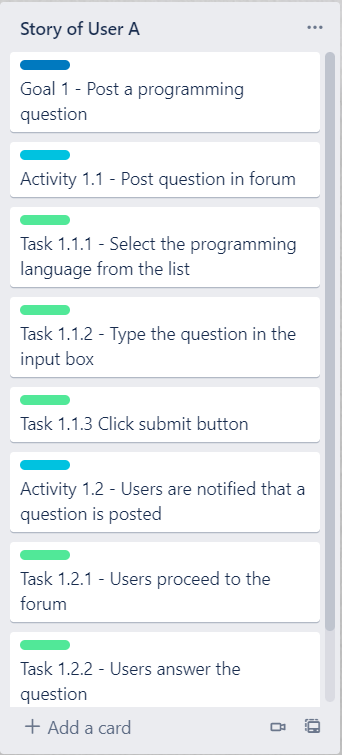 Story of User A
Goal 1 - Post a programming
question
Activity 1.1 - Post question in forum
Task 1.1.1 - Select the programming
language from the list
Task 1.1.2 - Type the question in the
input box
Task 1.1.3 Click submit button
Activity 1.2 - Users are notified that a
question is posted
Task 1.2.1 - Users proceed to the
forum
Task 1.2.2 - Users answer the
question
+ Add a card